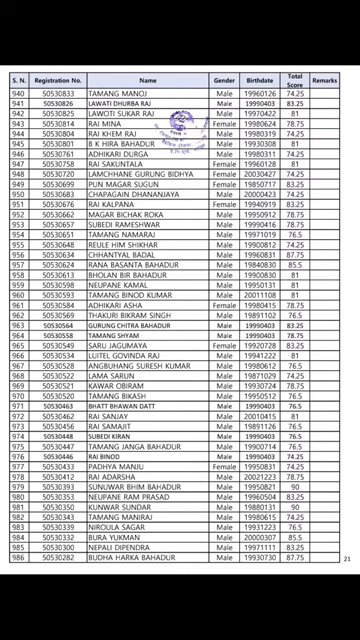 S. N. Registration No. Name Gender Birthdate Total Score Remarks
940 50530833 TAMANG MANOJ Male 19960126 74.25
941 50530826 LAWATI DHURBA RAJ Male 19990403 83.25
942 50530825 LAWOTI SUKAR RAJ Male 19970422 81
943 50530814 RAI MINA Female 19980624 78.75
944 50530804 RAI KHEM RAJ Male 19980319 74.25
945 50530801 B K HIRA BAHADUR Male 19930308 81
946 50530761 ADHIKARI DURGA Male 19980311 74.25
947 50530758 RAI SAKUNTALA Female 19960128 81
948 50530720 LAMCHHANE GURUNG BIDHYA Female 20030427 74.25
949 50530699 PUN MAGAR SUGUN Female 19850717 83.25
950 50530683 CHAPAGAIN DHANANJAYA Male 20000423 74.25
951 50530676 RAI KALPANA Female 19940919 83.25
952 50530662 MAGAR BICHAK ROKA Male 19950912 78.75
953 50530657 SUBEDI RAMESHWAR Male 19990416 78.75
954 50530651 TAMANG NAMARAJ Male 19971019 76.5
955 50530648 REULE HIM SHIKHAR Male 19900814 74.25
956 50530634 CHHANTYAL BADAL Male 19960831 87.75
957 50530624 RANA BASANTA BAHADUR Male 19840830 85.5
958 50530613 BHOLAN BIR BAHADUR Male 19900830 81
959 50530598 NEUPANE KAMAL Male 19950131 81
960 50530593 TAMANG BINOD KUMAR Male 20011108 81
961 50530584 ADHIKARI ASHA Female 19980415 78.75
962 50530569 THAKURI BIKRAM SINGH Male 19891102 76.5
963 50530564 GURUNG CHITRA BAHADUR Male 19990403 83.25
964 50530558 TAMANG SHYAM Male 19990403 78.75
965 50530549 SARU JAGUMAYA Female 19920728 83.25
966 50530534 LUITEL GOVINDA RAJ Male 19941222 81
967 50530528 ANGBUHANG SURESH KUMAR Male 19980612 76.5
968 50530522 LAMA SARUN Male 19871029 74.25
969 50530521 KAWAR OBIRAM Male 19930724 78.75
970 50530520 TAMANG BIKASH Male 19950512 76.5
971 50530463 BHATT BHAWAN DATT Male 19990403 76.5
972 50530462 RAI SANJAY Male 20010415 81
973 50530456 RAI SAMAJIT Male 19891126 76.5
974 50530448 SUBEDI KIRAN Male 19990403 76.5
975 50530447 TAMANG JANGA BAHADUR Male 19900714 76.5
976 50530446 RAI BINOD Male 19990403 74.25
977 50530433 PADHYA MANJU Female 19950831 74.25
978 50530412 RAI ADARSHA Male 20021223 78.75
979 50530393 SUNUWAR BHIM BAHADUR Male 19950821 90
980 50530353 NEUPANE RAM PRASAD Male 19960504 83.25
981 50530350 KUNWAR SUNDAR Male 19880131 90
982 50530343 TAMANG MANIRAJ Male 19980615 74.25
983 50530339 NIROULA SAGAR Male 19931223 76.5
984 50530332 BURA YUKMAN Male 20000307 85.5
985 50530300 NEPALI DIPENDRA Male 19971111 83.25
986 50530282 BUDHA HARKA BAHADUR Male 19930730 87.75
21